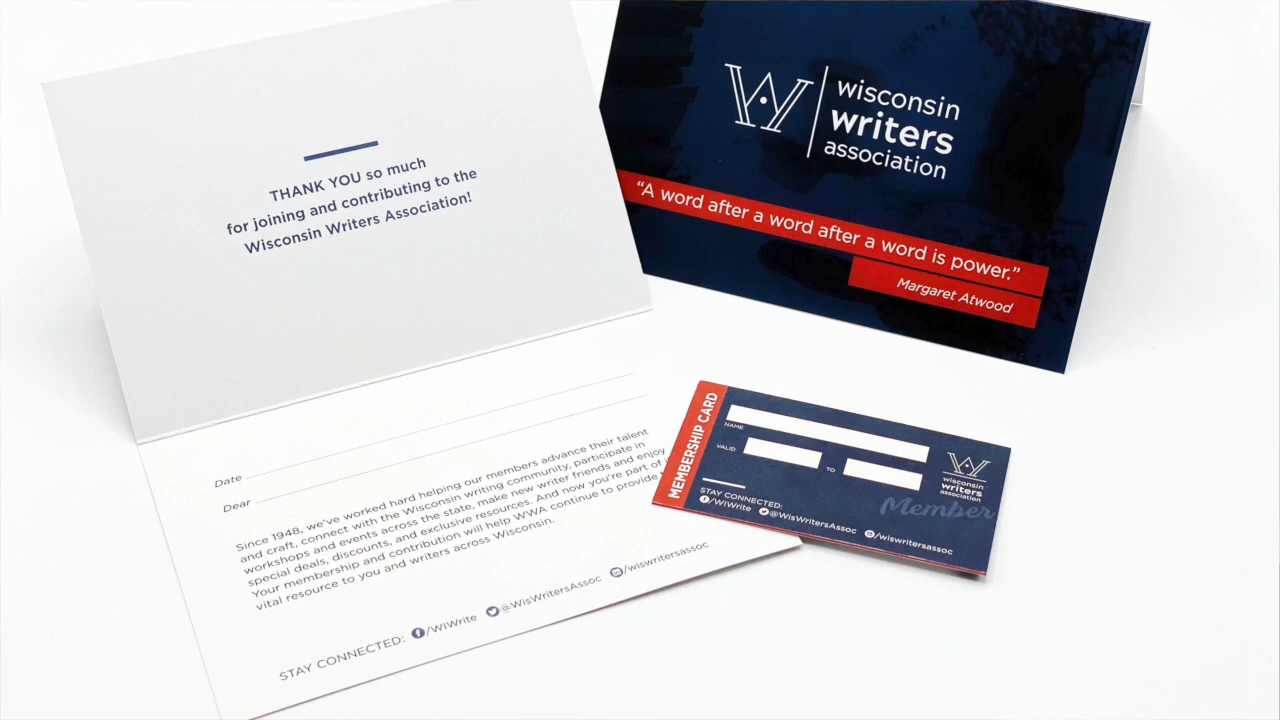 THANK YOU so much
for joining and contributing to the
Wisconsin Writers Association!
Date
Dear
Since 1948, we've worked hard helping our members advance their talent
and craft, connect with the Wisconsin writing community, participate in
workshops and events across the state, make new writer friends and enjoy
special deals, discounts, and exclusive resources. And now you're part of
Your membership and contribution will help WWA continue to provide
vital resource to you and writers across Wisconsin.
STAY CONNECTED: /WIWrite @WisWritersAssoc /wiswritersassoc
W
wisconsin
writers
association
“A word after a word after a word is power.”
Margaret Atwood
MEMBERSHIP CARD
NAME
VALID
TO
STAY CONNECTED:
/WIWrite @WisWritersAssoc /wiswritersassoc
W
wisconsin
writers
association
Member